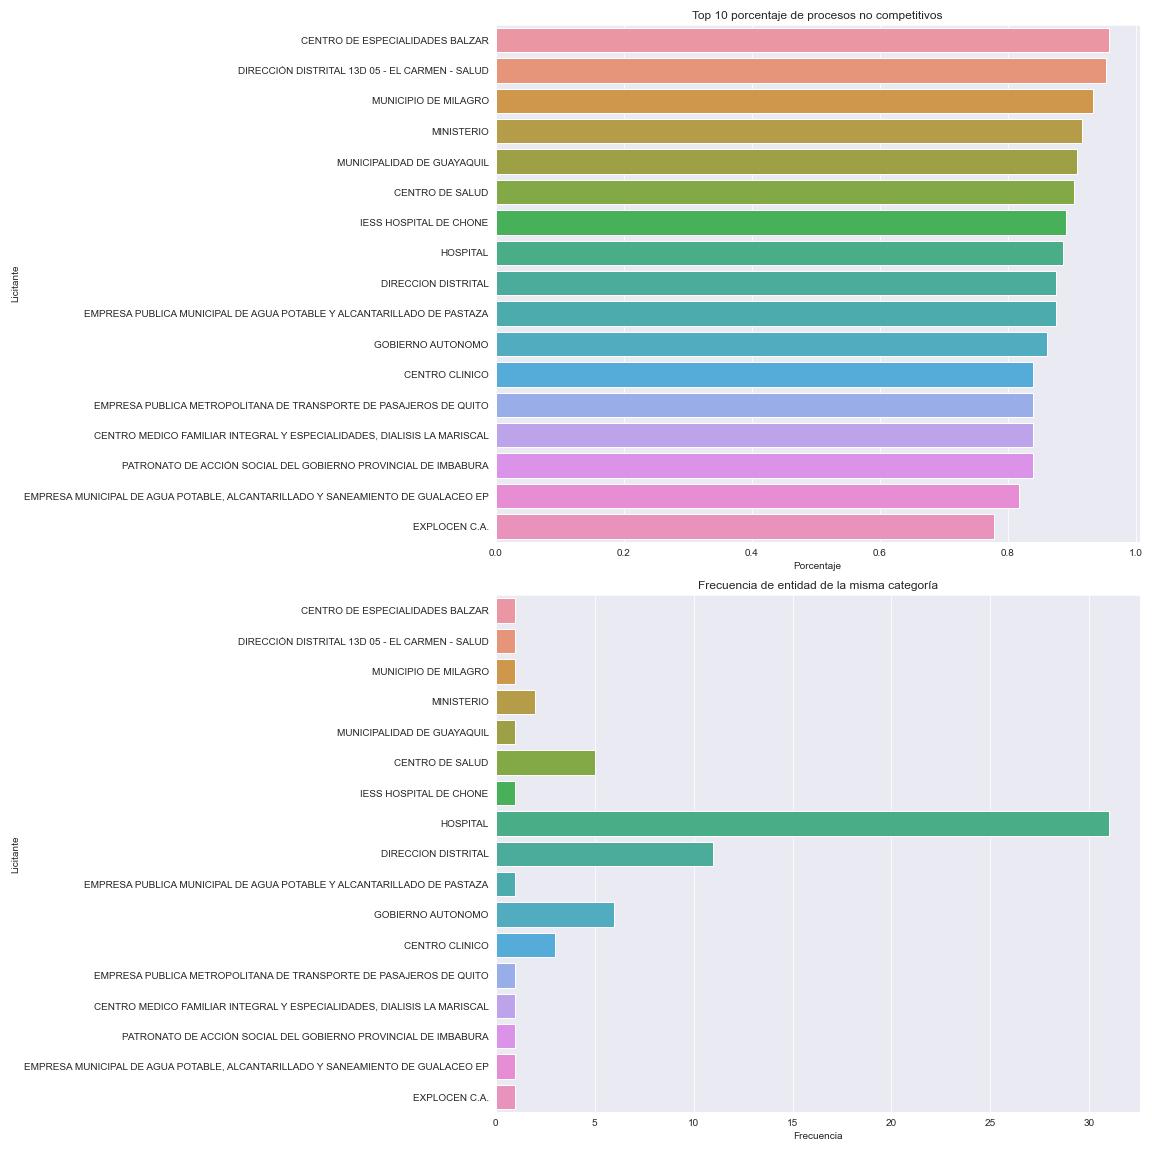 Top 10 porcentaje de procesos no competitivos
CENTRO DE ESPECIALIDADES BALZAR
DIRECCIÓN DISTRITAL 13D 05 - EL CARMEN - SALUD
MUNICIPIO DE MILAGRO
MINISTERIO
MUNICIPALIDAD DE GUAYAQUIL
CENTRO DE SALUD
IESS HOSPITAL DE CHONE
HOSPITAL
DIRECCION DISTRITAL
EMPRESA PUBLICA MUNICIPAL DE AGUA POTABLE Y ALCANTARILLADO DE PASTAZA
GOBIERNO AUTONOMO
CENTRO CLINICO
EMPRESA PUBLICA METROPOLITANA DE TRANSPORTE DE PASAJEROS DE QUITO
CENTRO MEDICO FAMILIAR INTEGRAL Y ESPECIALIDADES, DIALISIS LA MARISCAL
PATRONATO DE ACCIÓN SOCIAL DEL GOBIERNO PROVINCIAL DE IMBABURA
EMPRESA MUNICIPAL DE AGUA POTABLE, ALCANTARILLADO Y SANEAMIENTO DE GUALACEO EP
EXPLOCEN C.A.
Licitante
0.0 0.2 0.4 0.6 0.8 1.0
Porcentaje
Frecuencia de entidad de la misma categoría
CENTRO DE ESPECIALIDADES BALZAR
DIRECCIÓN DISTRITAL 13D 05 - EL CARMEN - SALUD
MUNICIPIO DE MILAGRO
MINISTERIO
MUNICIPALIDAD DE GUAYAQUIL
CENTRO DE SALUD
IESS HOSPITAL DE CHONE
HOSPITAL
DIRECCION DISTRITAL
EMPRESA PUBLICA MUNICIPAL DE AGUA POTABLE Y ALCANTARILLADO DE PASTAZA
GOBIERNO AUTONOMO
CENTRO CLINICO
EMPRESA PUBLICA METROPOLITANA DE TRANSPORTE DE PASAJEROS DE QUITO
CENTRO MEDICO FAMILIAR INTEGRAL Y ESPECIALIDADES, DIALISIS LA MARISCAL
PATRONATO DE ACCIÓN SOCIAL DEL GOBIERNO PROVINCIAL DE IMBABURA
EMPRESA MUNICIPAL DE AGUA POTABLE, ALCANTARILLADO Y SANEAMIENTO DE GUALACEO EP
EXPLOCEN C.A.
Licitante
0 5 10 15 20 25 30
Frecuencia